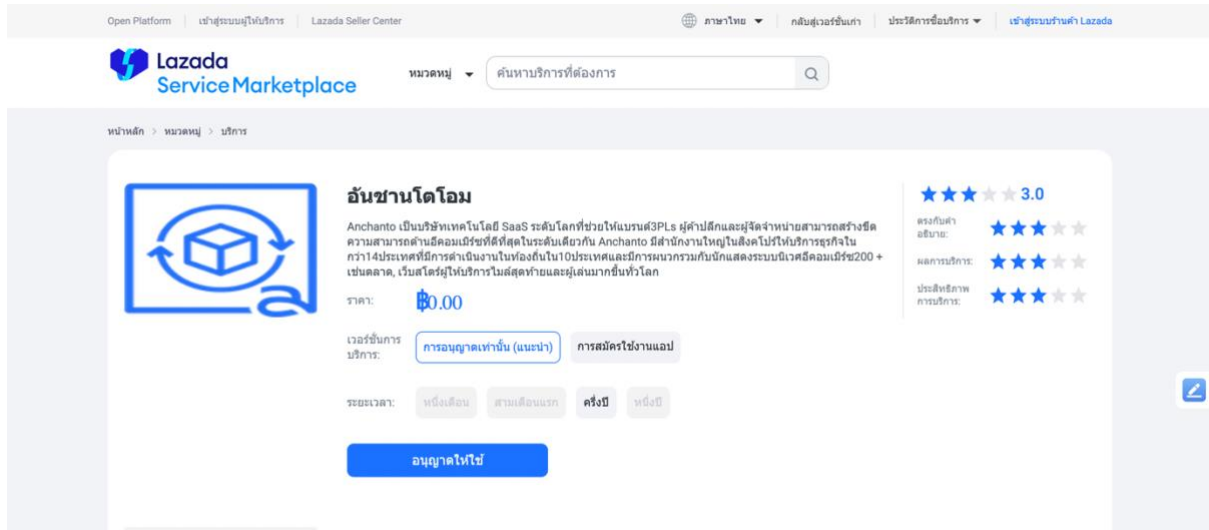 Open Platform
เข้าสู่ระบบผู้ให้บริการ
Lazada Seller Center
ภาษาไทย
กลับสู่เวอร์ชั่นเก่า
ประวัติการซื้อบริการ
เข้าสู่ระบบร้านค้า Lazada
Lazada
Service Marketplace
หมวดหมู่
ค้นหาบริการที่ต้องการ
หน้าหลัก > หมวดหมู่ > บริการ
อันชานโตโอม
Anchanto เป็นบริษัทเทคโนโลยี SaaS ระดับโลกที่ช่วยให้แบรนด์3PLs ผู้ค้าปลีกและผู้จัดจำหน่ายสามารถสร้างขีด
ความสามารถด้านอีคอมเมิร์ซที่ดีที่สุดในระดับเดียวกัน Anchanto มีสำนักงานใหญ่ในสิงคโปร์ให้บริการธุรกิจใน
กว่า14ประเทศที่มีการดำเนินงานในท้องถิ่นใน10ประเทศและมีการผนวกรวมกับนักแสดงระบบนิเวศอีคอมเมิร์ซ200 +
เช่นตลาด, เว็บสโตร์ผู้ให้บริการไมล์สุดท้ายและผู้เล่นมากขึ้นทั่วโลก
ราคา:
฿0.00
เวอร์ชั่นการ
บริการ:
การอนุญาตเท่านั้น (แนะนำ)
การสมัครใช้งานแอป
ระยะเวลา:
หนึ่งเดือน
สามเดือนแรก
ครึ่งปี
หนึ่งปี
อนุญาตให้ใช้
3.0
ตรงกับคำ
อธิบาย:
ผลการบริการ:
ประสิทธิภาพ
การบริการ: